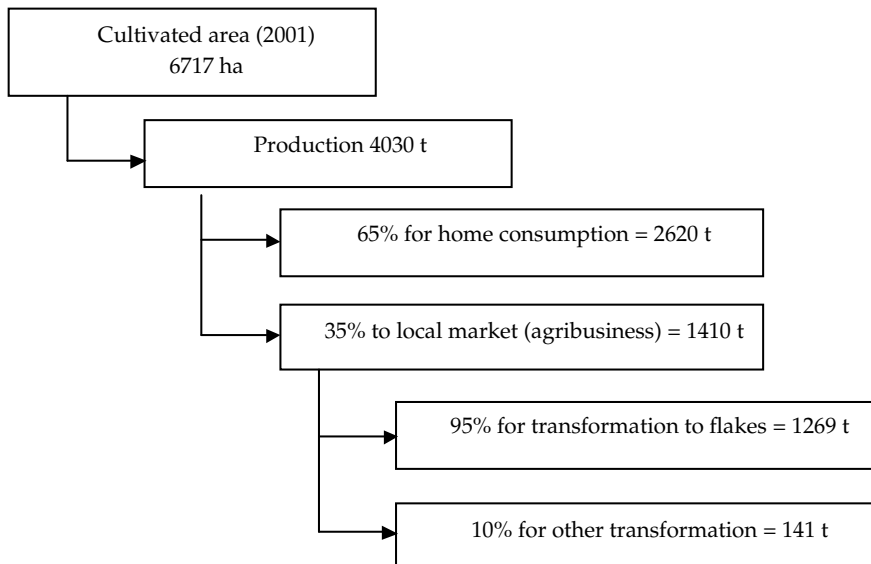 Cultivated area (2001)
6717 ha
Production 4030 t
65% for home consumption = 2620 t
35% to local market (agribusiness) = 1410 t
95% for transformation to flakes = 1269 t
10% for other transformation = 141 t